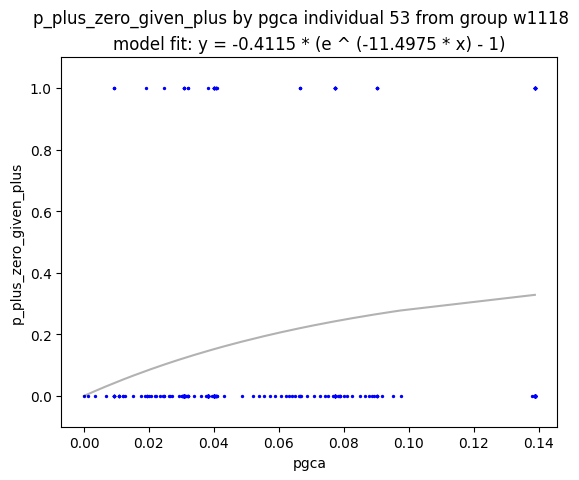 p_plus_zero_given_plus by pgca individual 53 from group w1118
model fit: y = -0.4115 * (e ^ (-11.4975 * x) - 1)
p_plus_zero_given_plus
1.0
0.8
0.6
0.4
0.2
0.0
0.00 0.02 0.04 0.06 0.08 0.10 0.12 0.14
pgca